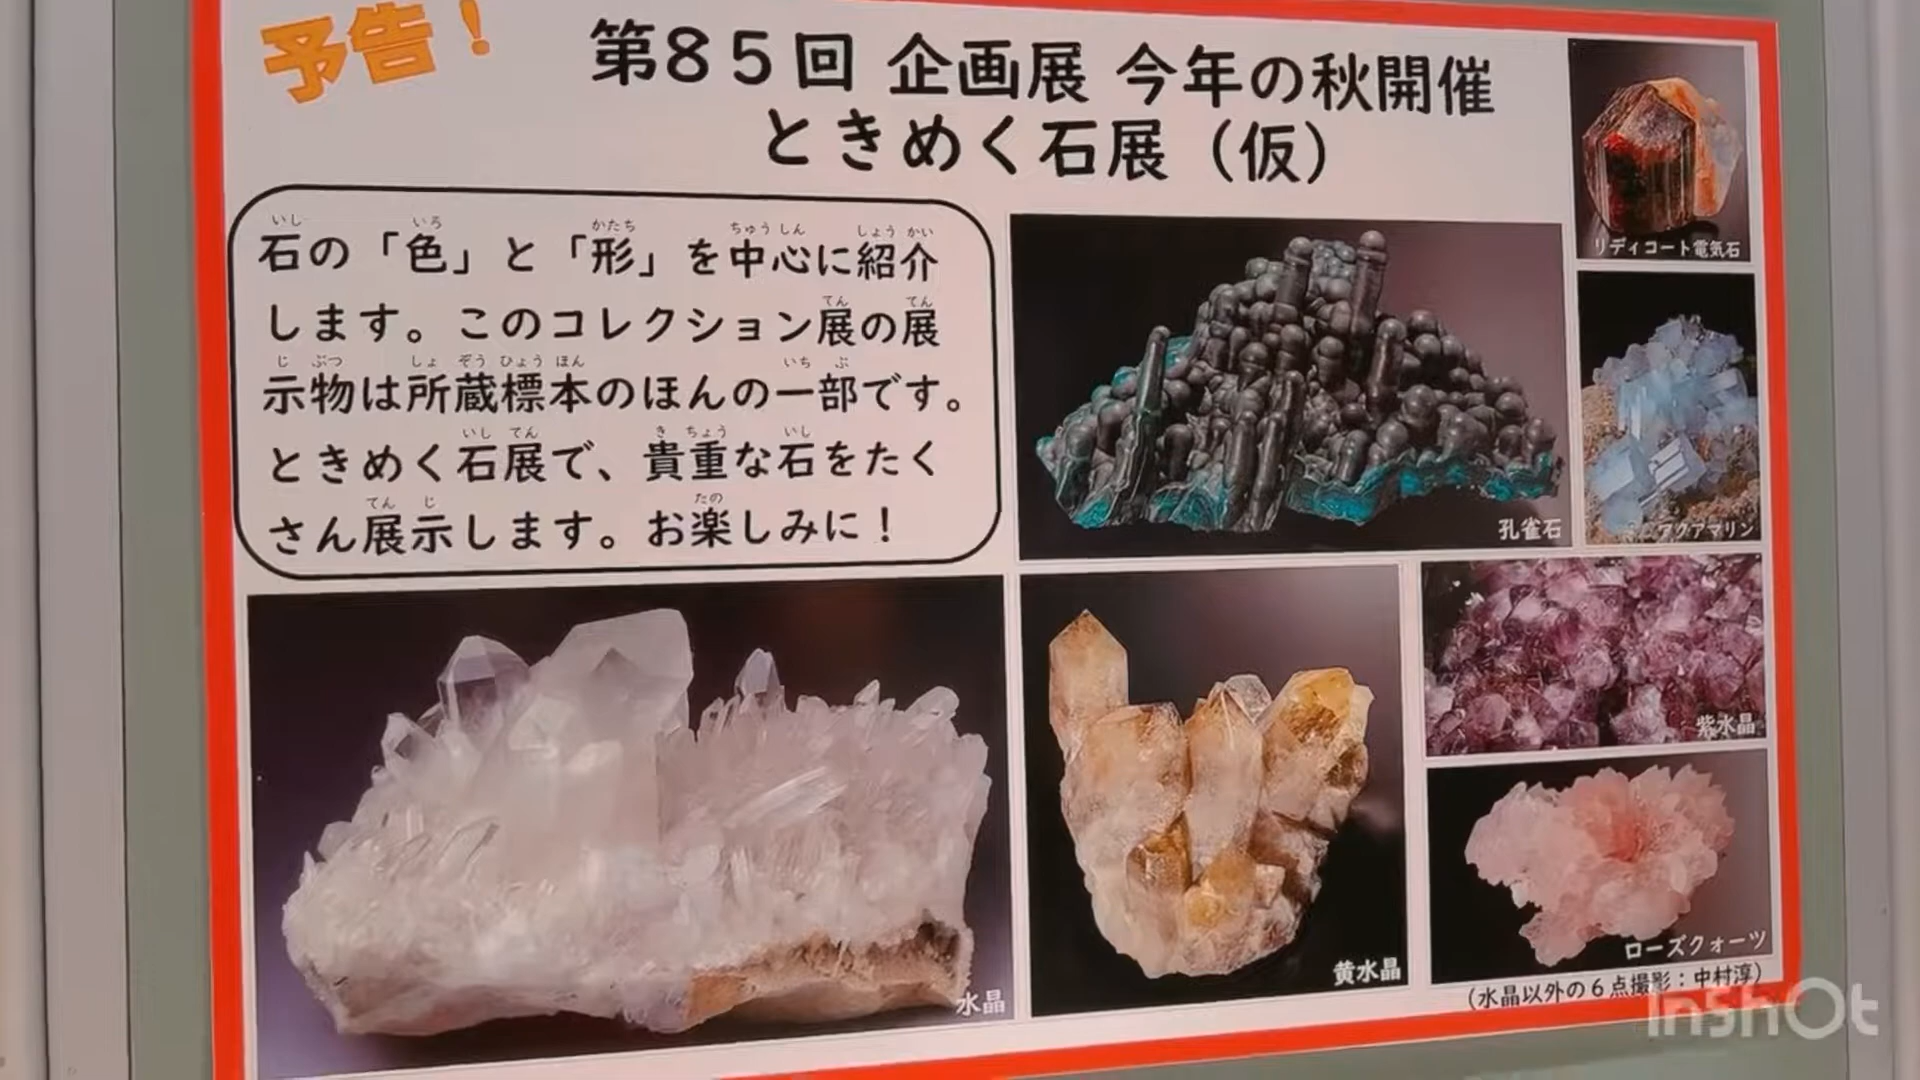 予告！
第８５回 企画展 今年の秋開催
ときめく石展（仮）
石の「色」と「形」を中心に紹介
いし いろ かたち ちゅうしん しょうかい
します。このコレクション展の展
てん てん
示物は所蔵標本のほんの一部です。
じ ぶつ しょ ぞう ひょう ほん いち ぶ
ときめく石展で、貴重な石をたく
いし てん き ちょう いし
さん展示します。お楽しみに！
てん じ たの
リディコート電気石
孔雀石
アクアマリン
紫水晶
水晶
黄水晶
ローズクォーツ
（水晶以外の６点撮影：中村淳）
InShOt